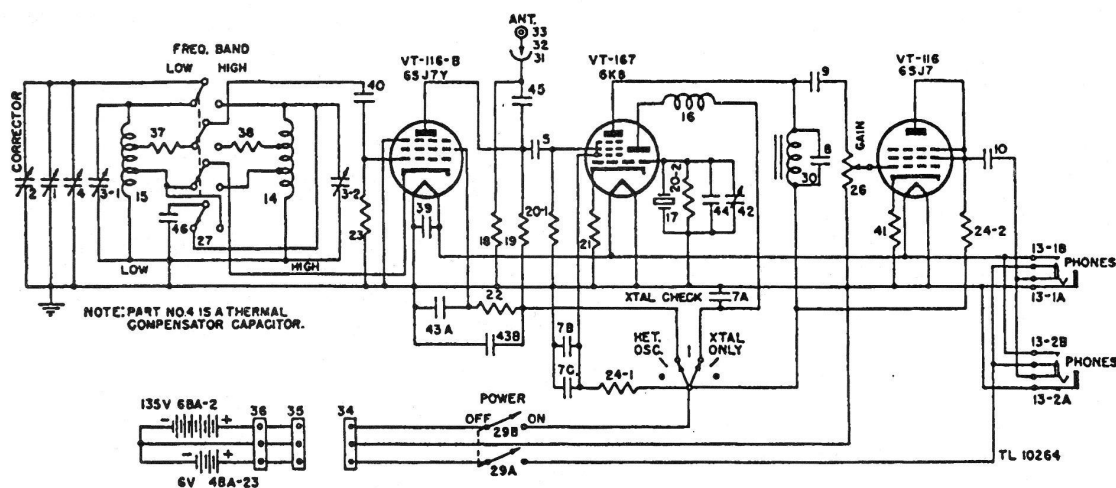 ANT.
33
32
31
FREQ. BAND
LOW HIGH
VT-116-B
6SJ7Y
VT-167
6K8
VT-116
6SJ7
40
45
5
16
9
GAIN
8
30
26
10
CORRECTOR
2
1
4
3-1
15
37
38
14
3-2
46
27
23
39
18
19
20-1
21
17
20-2
44
42
41
24-2
LOW
HIGH
13-1B
PHONES
13-1A
NOTE: PART NO.4 IS A THERMAL
COMPENSATOR CAPACITOR.
22
43A
43B
XTAL CHECK
7A
7B
7C
24-1
HET.
OSC.
XTAL
ONLY
13-2B
PHONES
13-2A
135V 6BA-2
- +
36
35
34
POWER
OFF ON
29B
29A
- +
6V 4BA-23
TL 10264